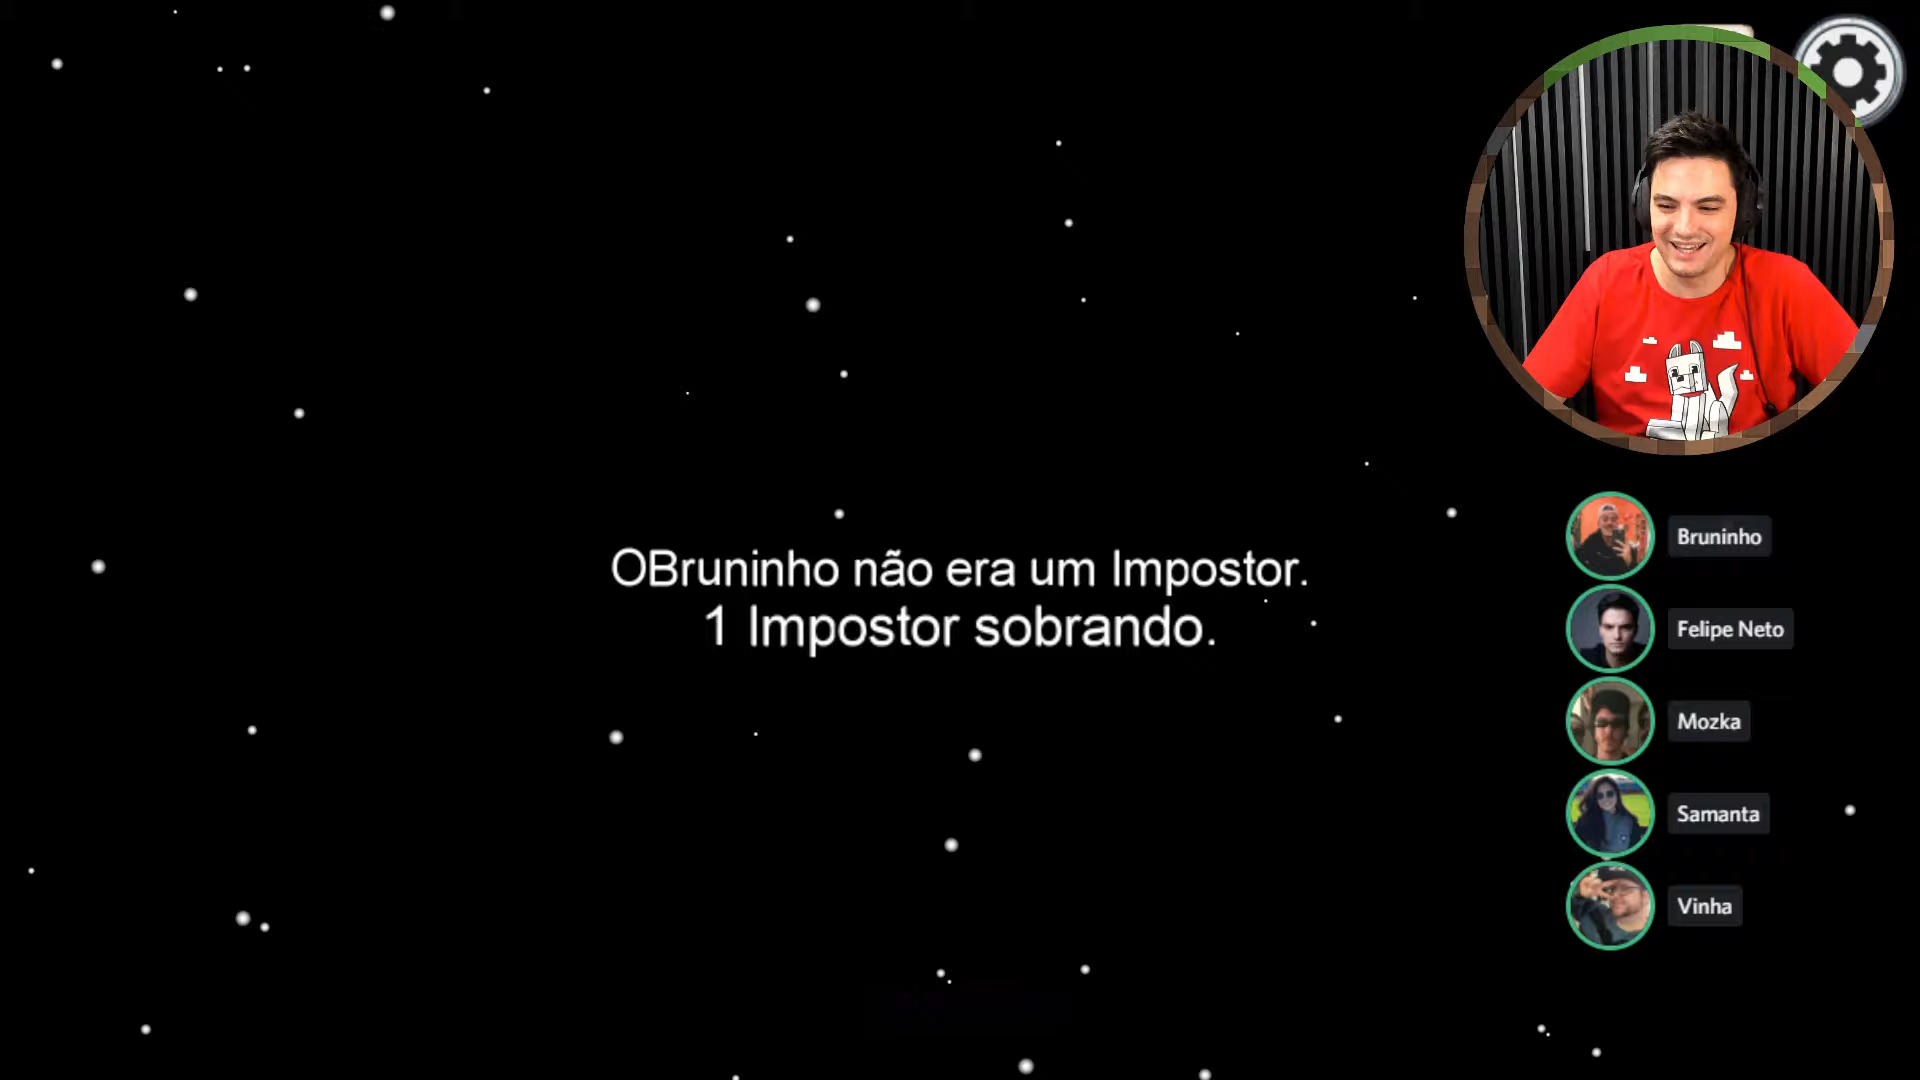 OBruninho não era um Impostor.
1 Impostor sobrando.
Bruninho
Felipe Neto
Mozka
Samanta
Vinha